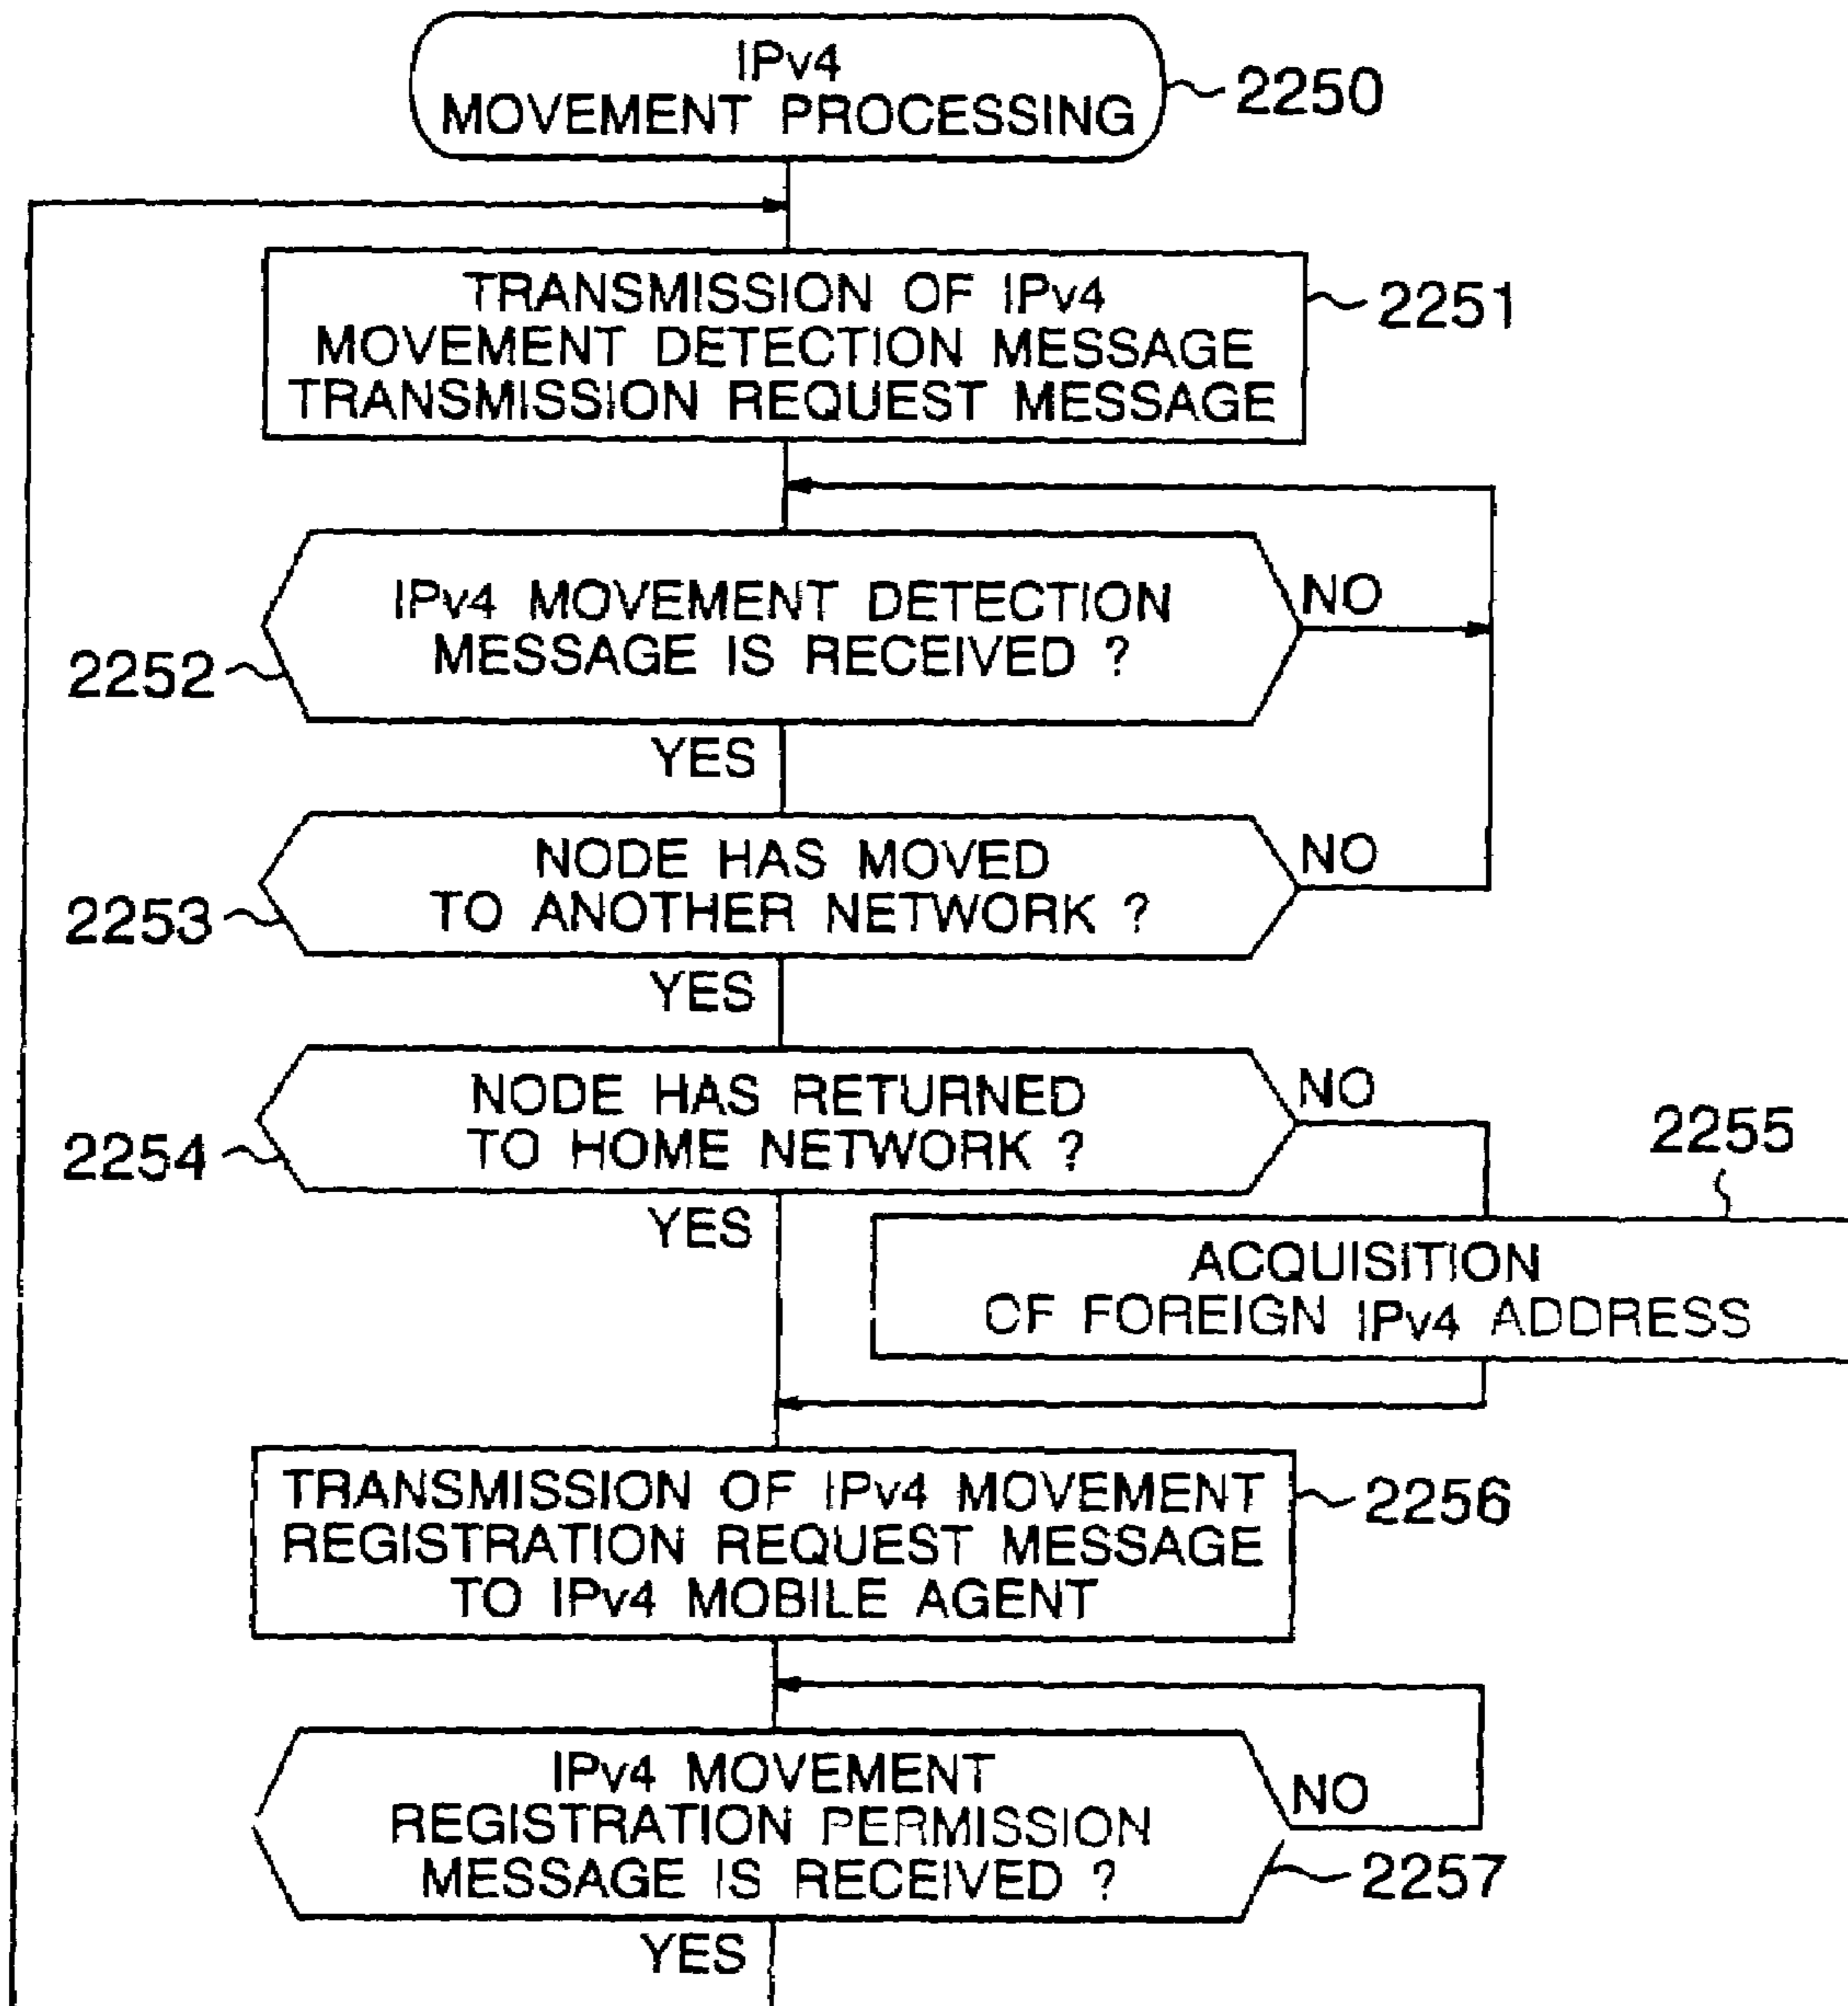 IPv4
MOVEMENT PROCESSING
2250
TRANSMISSION OF IPv4
MOVEMENT DETECTION MESSAGE
TRANSMISSION REQUEST MESSAGE
2251
IPv4 MOVEMENT DETECTION
MESSAGE IS RECEIVED ?
NO
2252
YES
NODE HAS MOVED
TO ANOTHER NETWORK ?
NO
2253
YES
NODE HAS RETURNED
TO HOME NETWORK ?
NO
2254
YES
2255
ACQUISITION
OF FOREIGN IPv4 ADDRESS
TRANSMISSION OF IPv4 MOVEMENT
REGISTRATION REQUEST MESSAGE
TO IPv4 MOBILE AGENT
2256
IPv4 MOVEMENT
REGISTRATION PERMISSION
MESSAGE IS RECEIVED ?
NO
2257
YES